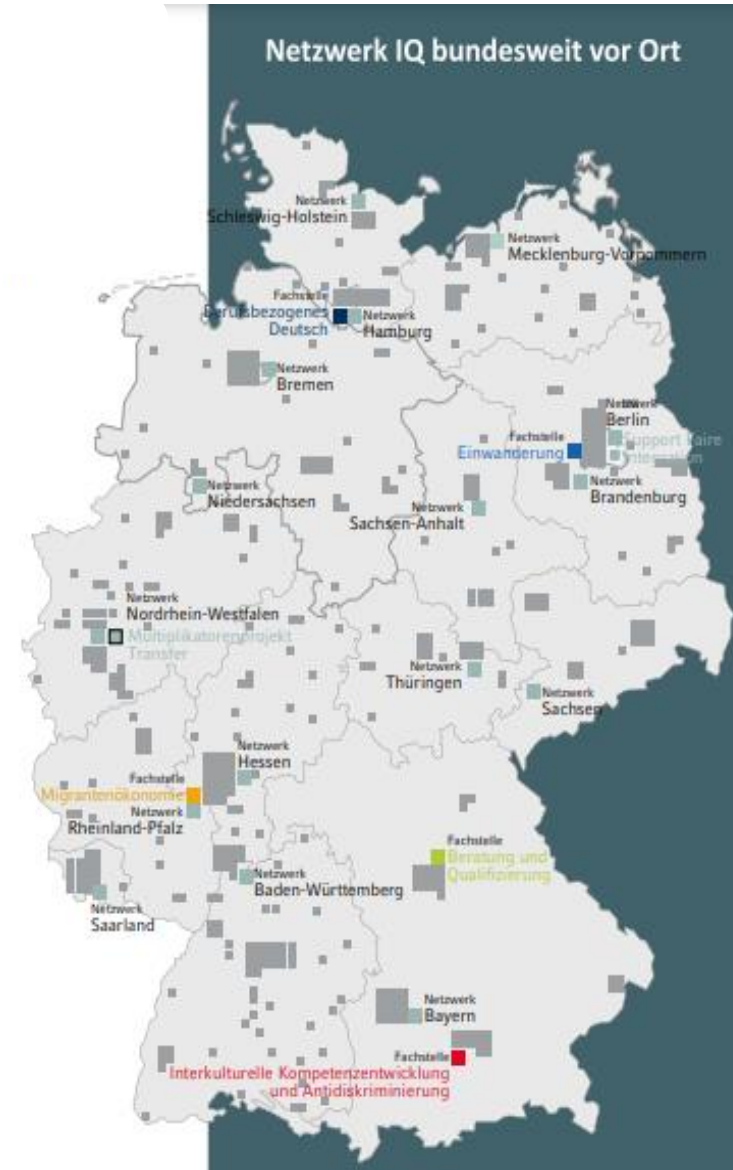 Netzwerk IQ bundesweit vor Ort
Netzwerk
Schleswig-Holstein
Netzwerk
Mecklenburg-Vorpommern
Fachstelle
Berufsbezogenes
Deutsch
Netzwerk
Hamburg
Netzwerk
Bremen
Netzwerk
Berlin
Support Faire
Integration
Fachstelle
Einwanderung
Netzwerk
Brandenburg
Netzwerk
Niedersachsen
Netzwerk
Sachsen-Anhalt
Netzwerk
Nordrhein-Westfalen
Multiplikatorenprojekt
Transfer
Netzwerk
Thüringen
Netzwerk
Sachsen
Netzwerk
Hessen
Fachstelle
Migrantenökonomie
Netzwerk
Rheinland-Pfalz
Fachstelle
Beratung und
Qualifizierung
Netzwerk
Baden-Württemberg
Netzwerk
Saarland
Netzwerk
Bayern
Fachstelle
Interkulturelle Kompetenzentwicklung
und Antidiskriminierung